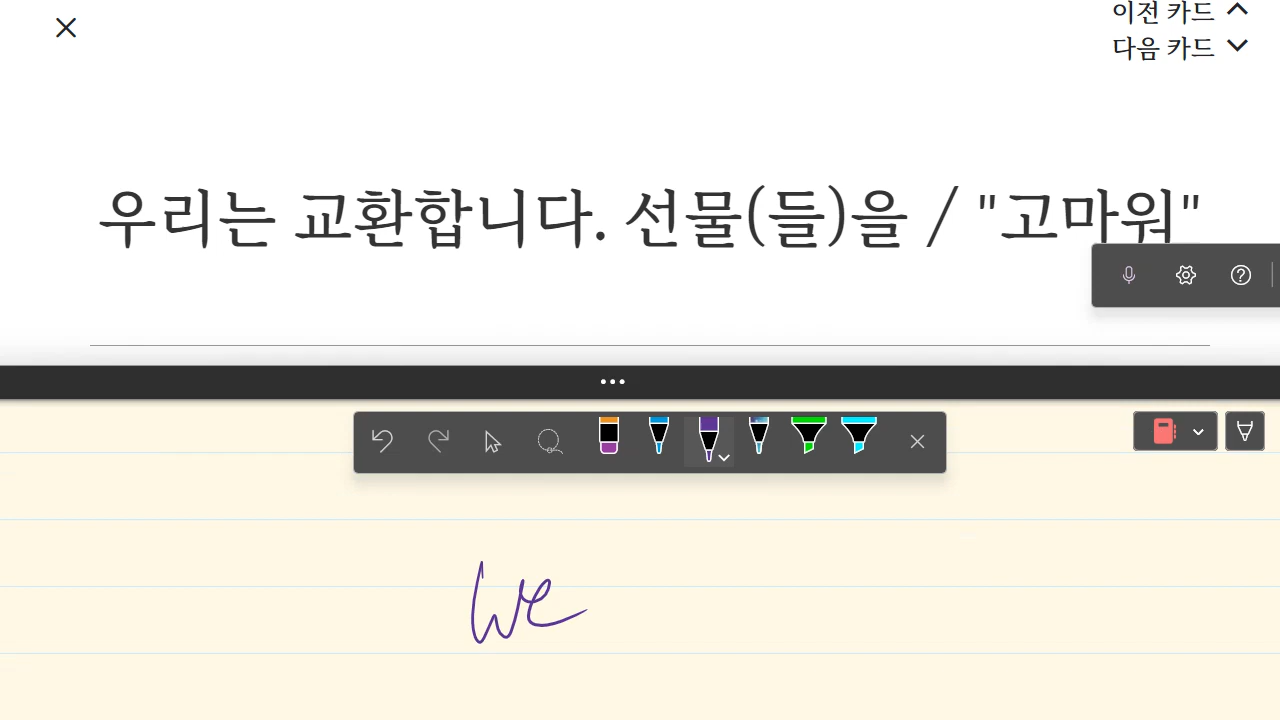 이전 카드
다음 카드
우리는 교환합니다. 선물(들)을 / "고마워"
we